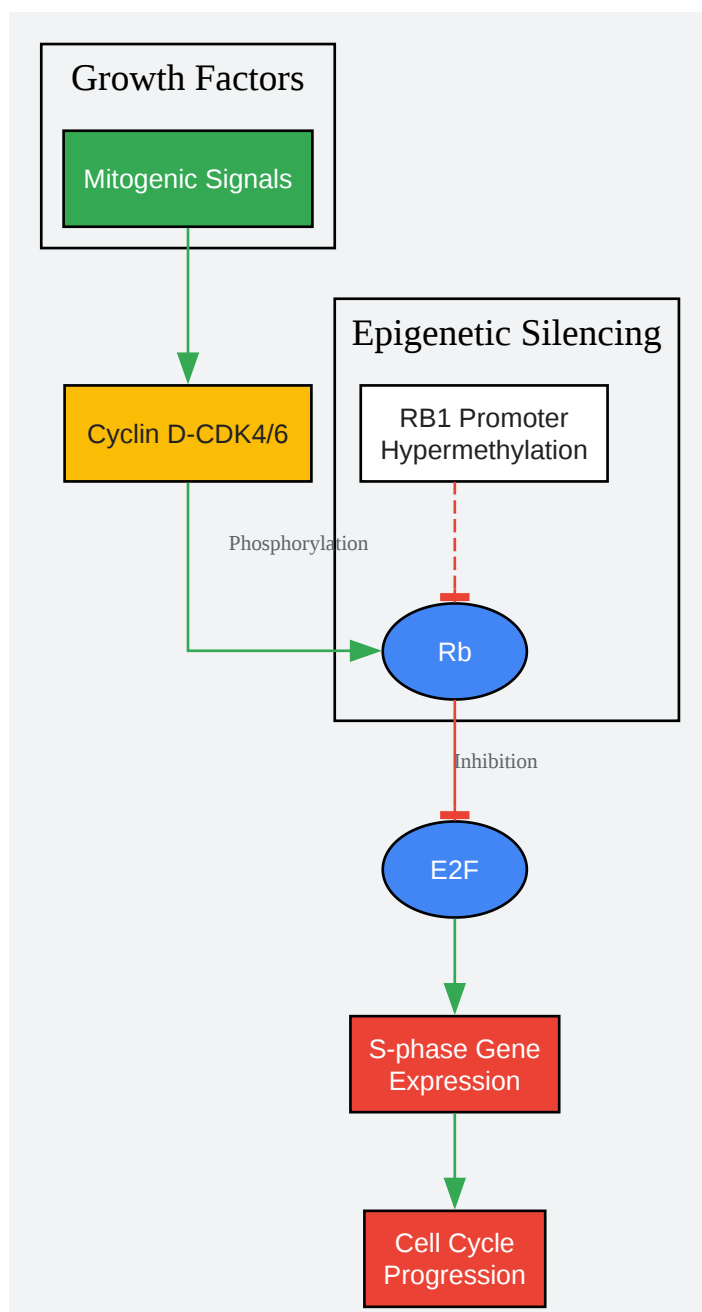 Growth Factors
Mitogenic Signals
Epigenetic Silencing
Cyclin D-CDK4/6
RB1 Promoter
Hypermethylation
Phosphorylation
Rb
Inhibition
E2F
S-phase Gene
Expression
Cell Cycle
Progression